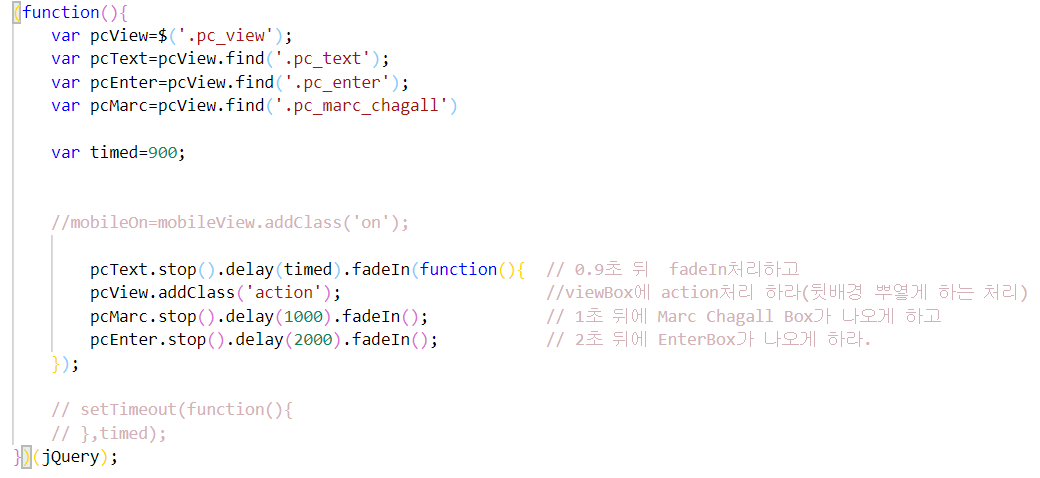 (function(){
var pcView=$('.pc_view');
var pcText=pcView.find('.pc_text');
var pcEnter=pcView.find('.pc_enter');
var pcMarc=pcView.find('.pc_marc_chagall')
var timed=900;
//mobileOn=mobileView.addClass('on');
pcText.stop().delay(timed).fadeIn(function(){ // 0.9초 뒤 fadeIn처리하고
pcView.addClass('action'); //viewBox에 action처리 하라(뒷배경 뿌옇게 하는 처리)
pcMarc.stop().delay(1000).fadeIn(); // 1초 뒤에 Marc Chagall Box가 나오게 하고
pcEnter.stop().delay(2000).fadeIn(); // 2초 뒤에 EnterBox가 나오게 하라.
});
// setTimeout(function(){
// },timed);
})(jQuery);